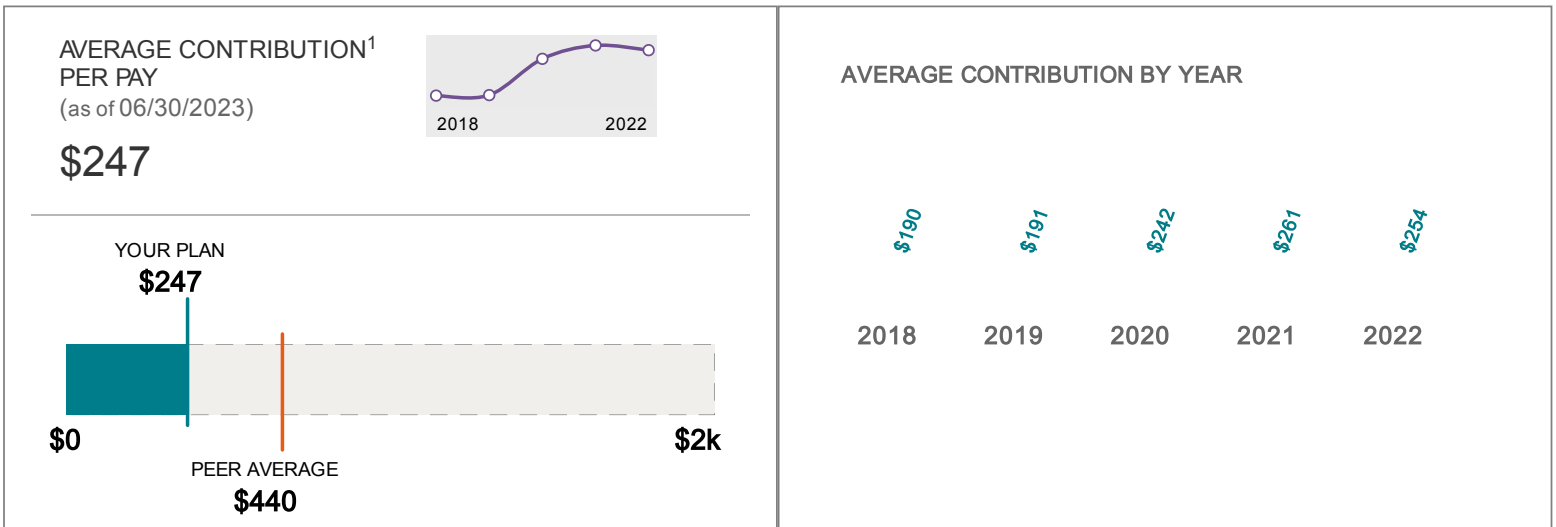 AVERAGE CONTRIBUTION¹
PER PAY
(as of 06/30/2023)
$247
2018 2022
YOUR PLAN
$247
$0 $2k
PEER AVERAGE
$440
AVERAGE CONTRIBUTION BY YEAR
$190 $191 $242 $261 $254
2018 2019 2020 2021 2022